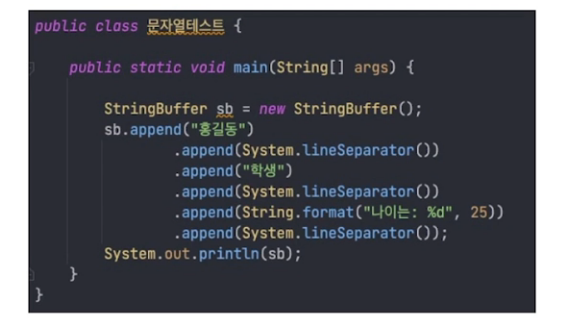 public class 문자열테스트 {
public static void main(String[] args) {
StringBuffer sb = new StringBuffer();
sb.append("홍길동")
.append(System.lineSeparator())
.append("학생")
.append(System.lineSeparator())
.append(String.format("나이는: %d", 25))
.append(System.lineSeparator());
System.out.println(sb);
}
}